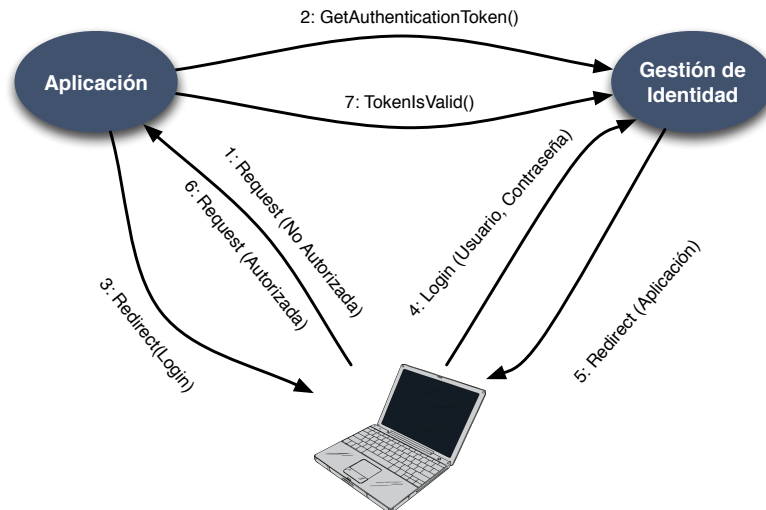 2: GetAuthenticationToken()
Aplicación
Gestión de
Identidad
7: TokenIsValid()
1: Request (No Autorizada)
6: Request (Autorizada)
3: Redirect(Login)
4: Login (Usuario, Contraseña)
5: Redirect (Aplicación)